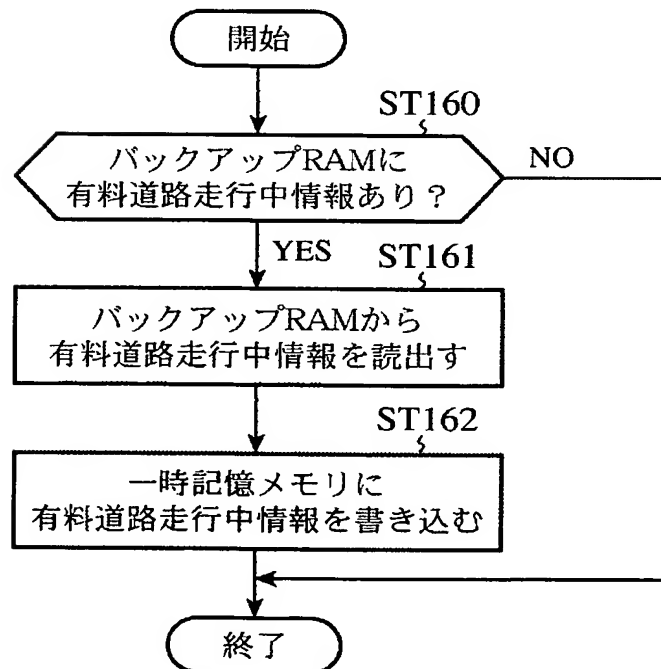 開始
ST160
バックアップRAMに
有料道路走行中情報あり？
NO
YES
ST161
バックアップRAMから
有料道路走行中情報を読出す
ST162
一時記憶メモリに
有料道路走行中情報を書き込む
終了